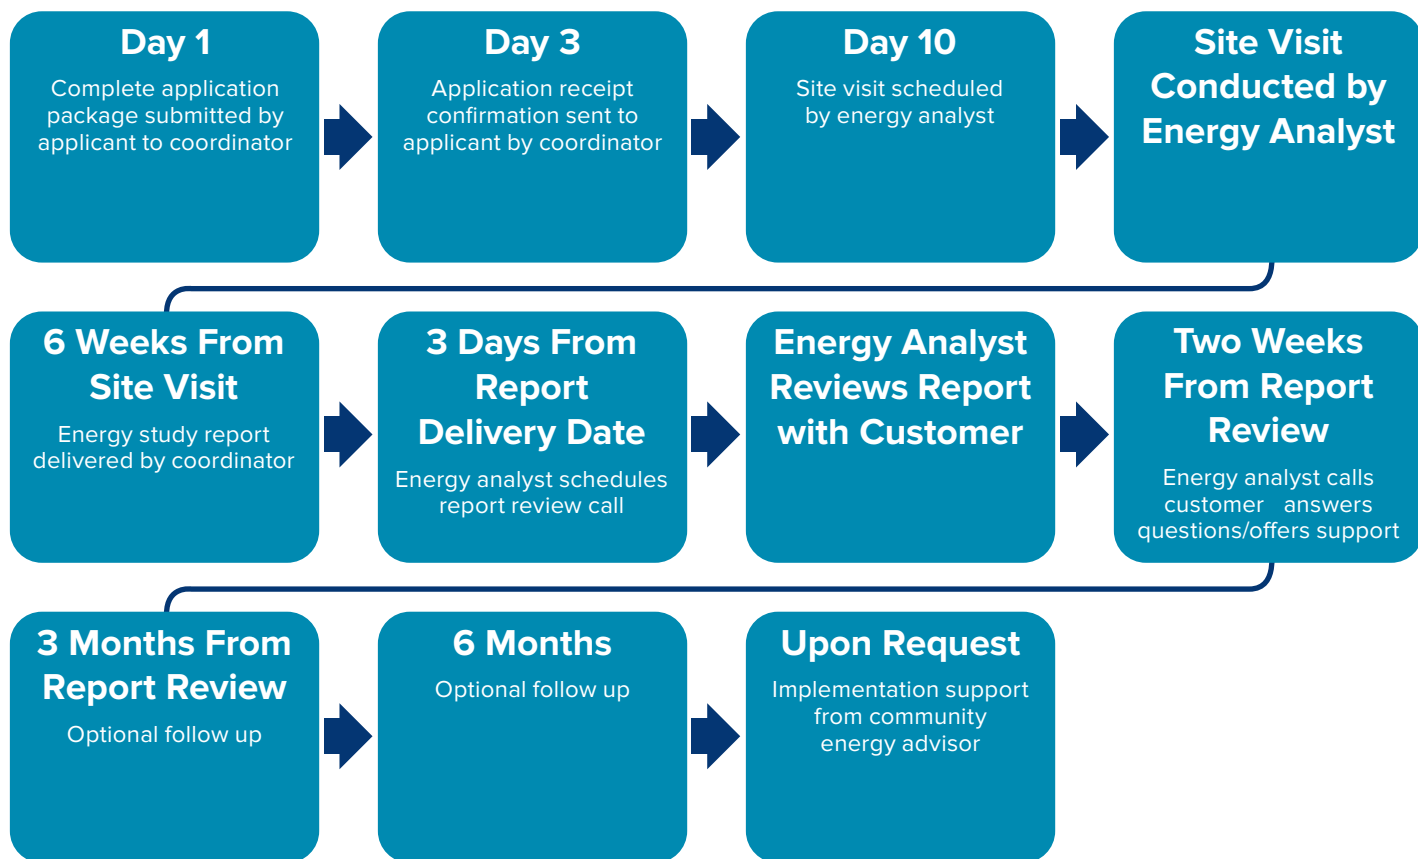 Day 1
Complete application
package submitted by
applicant to coordinator
Day 3
Application receipt
confirmation sent to
applicant by coordinator
Day 10
Site visit scheduled
by energy analyst
Site Visit
Conducted by
Energy Analyst
6 Weeks From
Site Visit
Energy study report
delivered by coordinator
3 Days From
Report
Delivery Date
Energy analyst schedules
report review call
Energy Analyst
Reviews Report
with Customer
Two Weeks
From Report
Review
Energy analyst calls
customer answers
questions/offers support
3 Months From
Report Review
Optional follow up
6 Months
Optional follow up
Upon Request
Implementation support
from community
energy advisor